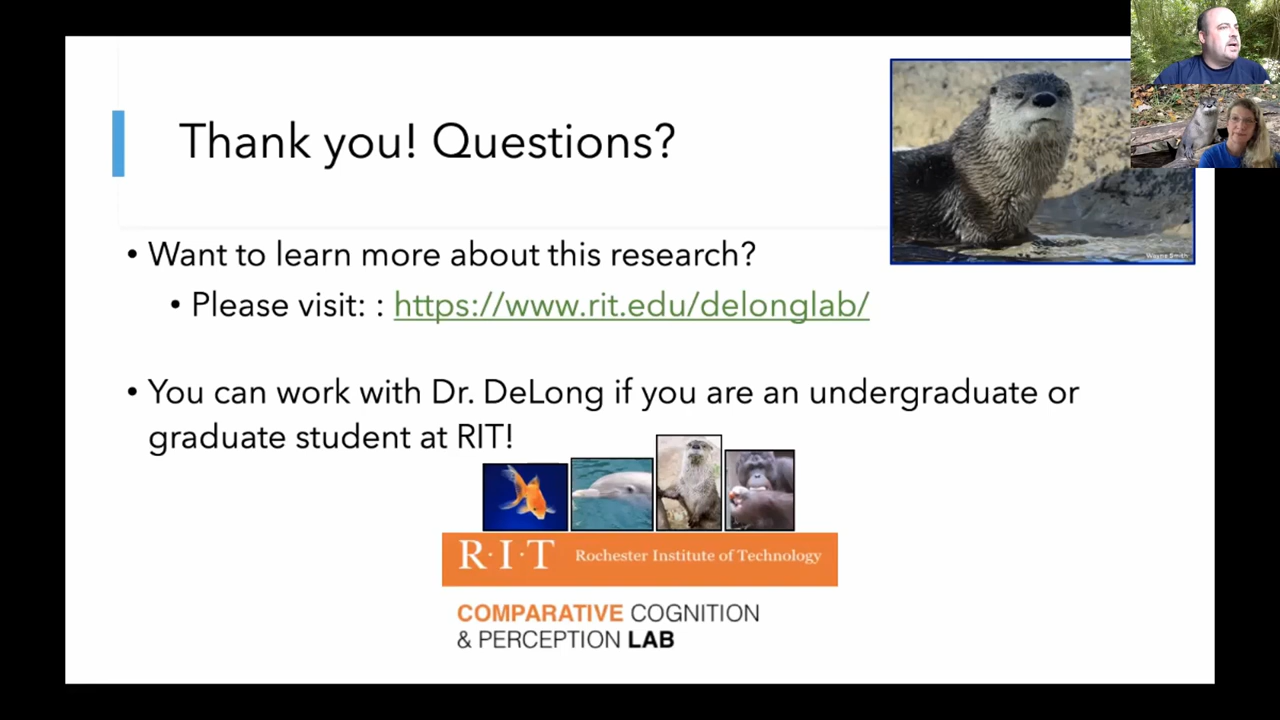 Thank you! Questions?
Wayne Smith
• Want to learn more about this research?
• Please visit: : https://www.rit.edu/delonglab/
• You can work with Dr. DeLong if you are an undergraduate or
graduate student at RIT!
R·I·T Rochester Institute of Technology
COMPARATIVE COGNITION
& PERCEPTION LAB